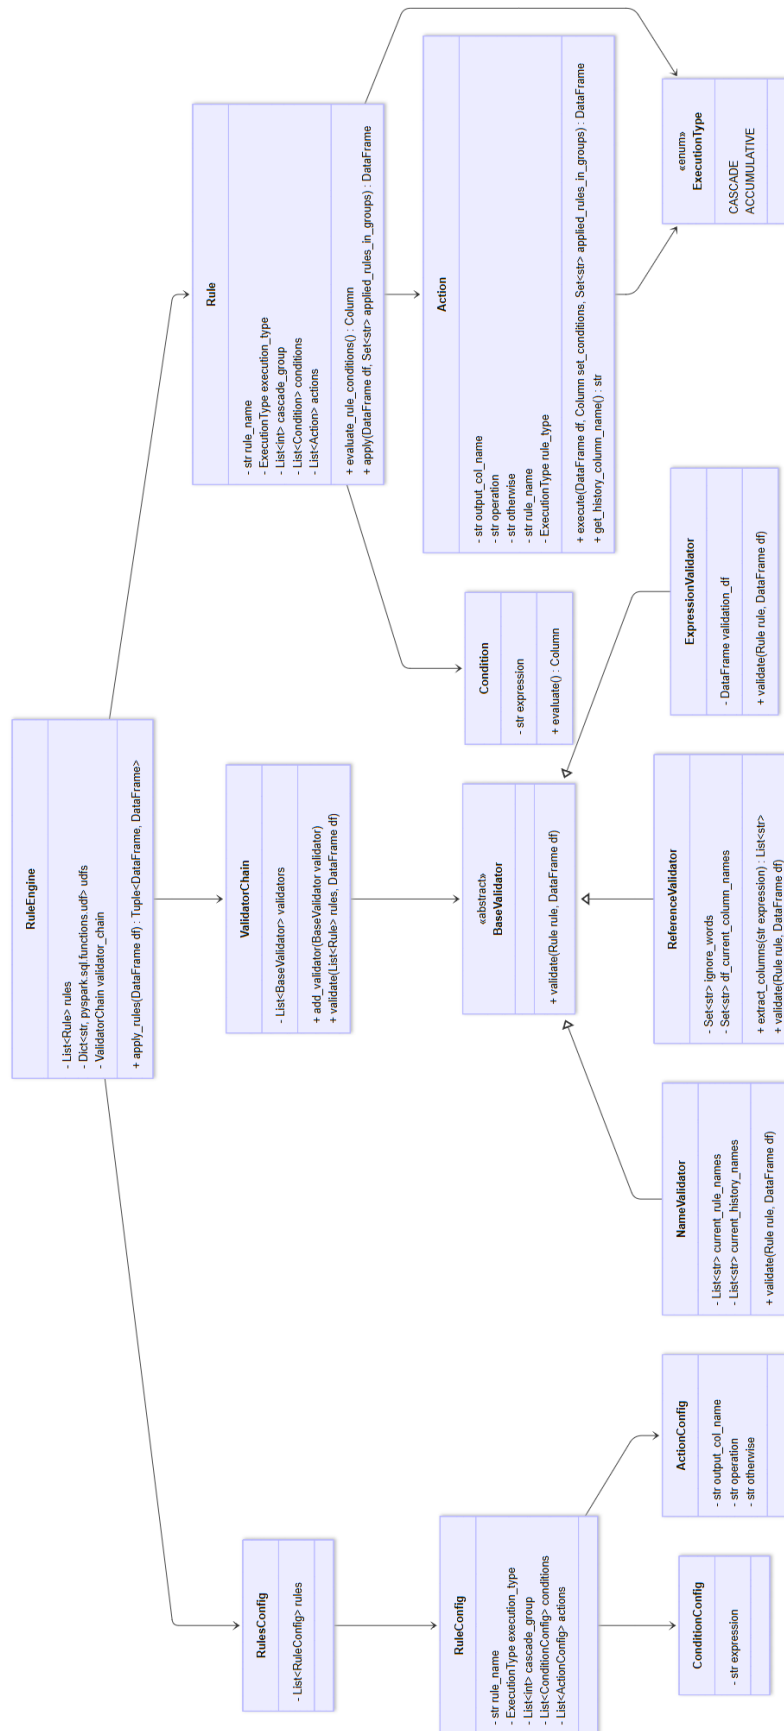 RuleEngine
- List<Rule> rules
- Dict<str, pyspark.sql.functions.udf> udfs
- ValidatorChain validator_chain
+ apply_rules(DataFrame df) : Tuple<DataFrame, DataFrame>
RulesConfig
- List<RuleConfig> rules
ValidatorChain
- List<BaseValidator> validators
+ add_validator(BaseValidator validator)
+ validate(List<Rule> rules, DataFrame df)
Rule
- str rule_name
- ExecutionType execution_type
- List<int> cascade_group
- List<Condition> conditions
- List<Action> actions
+ evaluate_rule_conditions() : Column
+ apply(DataFrame df, Set<str> applied_rules_in_groups) : DataFrame
RuleConfig
- str rule_name
- ExecutionType execution_type
- List<int> cascade_group
- List<ConditionConfig> conditions
- List<ActionConfig> actions
«abstract»
BaseValidator
+ validate(Rule rule, DataFrame df)
Condition
- str expression
+ evaluate() : Column
Action
- str output_col_name
- str operation
- str otherwise
- str rule_name
- ExecutionType rule_type
+ execute(DataFrame df, Column set_conditions, Set<str> applied_rules_in_groups) : DataFrame
+ get_history_column_name() : str
ConditionConfig
- str expression
ActionConfig
- str output_col_name
- str operation
- str otherwise
NameValidator
- List<str> current_rule_names
- List<str> current_history_names
+ validate(Rule rule, DataFrame df)
ReferenceValidator
- Set<str> ignore_words
- Set<str> df_current_column_names
+ extract_columns(str expression) : List<str>
+ validate(Rule rule, DataFrame df)
ExpressionValidator
- DataFrame validation_df
+ validate(Rule rule, DataFrame df)
«enum»
ExecutionType
CASCADE
ACCUMULATIVE